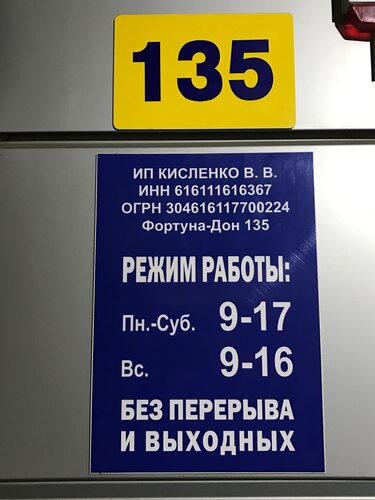 135
ИП КИСЛЕНКО В. В.
ИНН 616111616367
ОГРН 304616117700224
Фортуна-Дон 135
РЕЖИМ РАБОТЫ:
Пн.-Суб. 9-17
Вс. 9-16
БЕЗ ПЕРЕРЫВА
И ВЫХОДНЫХ